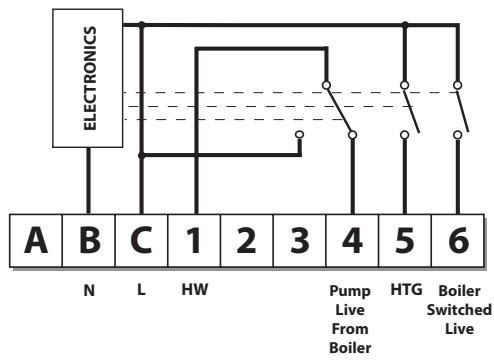 ELECTRONICS
A B C 1 2 3 4 5 6
N L HW Pump Live From Boiler HTG Boiler Switched Live